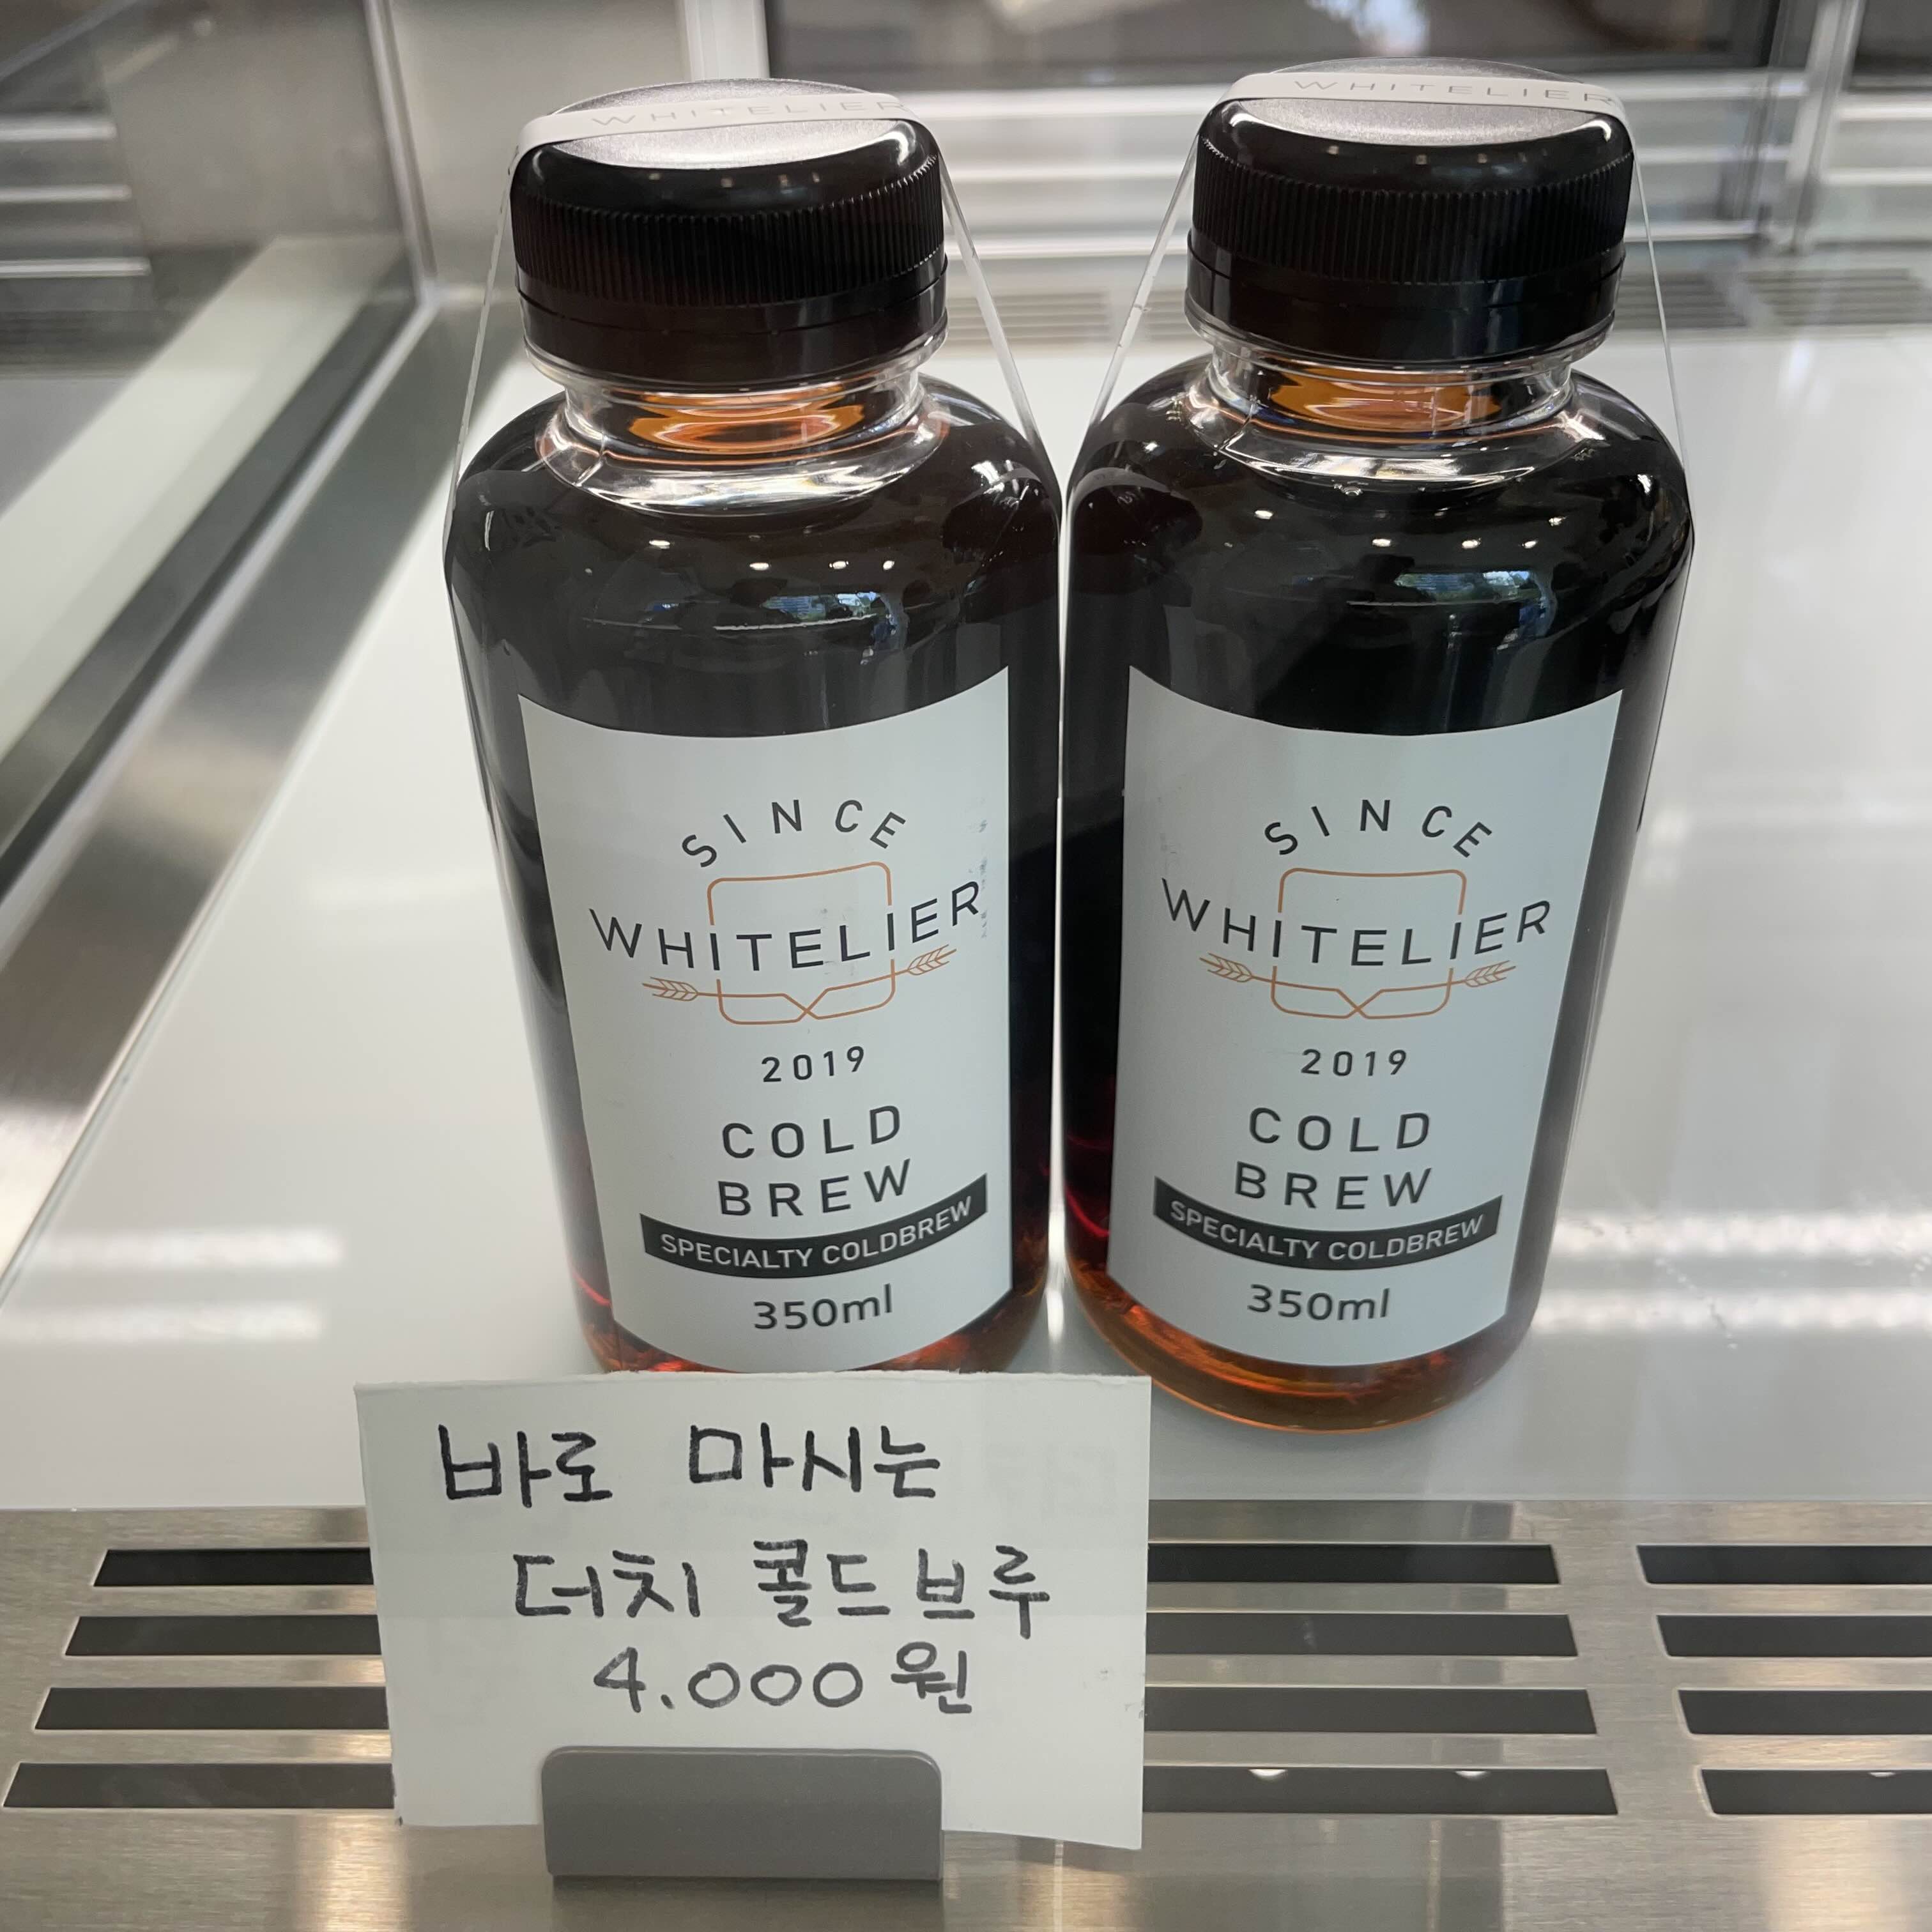 WHITELIER
WHITELIER
SINCE
WHITELIER
2019
COLD
BREW
SPECIALTY COLDBREW
350ml
SINCE
WHITELIER
2019
COLD
BREW
SPECIALTY COLDBREW
350ml
바로 마시는
더치 콜드브루
4.000원